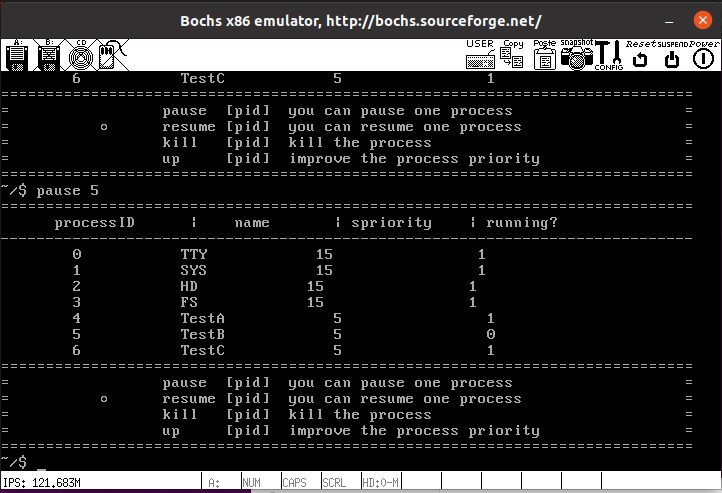 Bochs x86 emulator, http://bochs.sourceforge.net/
A: B: CD USER Copy Paste snapshot CONFIG Reset SUSPEND Power
6 TestC 5 1
======================================================================
= pause [pid] you can pause one process =
= o resume [pid] you can resume one process =
= kill [pid] kill the process =
= up [pid] improve the process priority =
======================================================================
~/$ pause 5
======================================================================
processID | name | spriority | running?
----------------------------------------------------------------------
0 TTY 15 1
1 SYS 15 1
2 HD 15 1
3 FS 15 1
4 TestA 5 1
5 TestB 5 0
6 TestC 5 1
======================================================================
= pause [pid] you can pause one process =
= o resume [pid] you can resume one process =
= kill [pid] kill the process =
= up [pid] improve the process priority =
======================================================================
~/$ _
IPS: 121.683M A: NUM CAPS SCRL HD:0-M